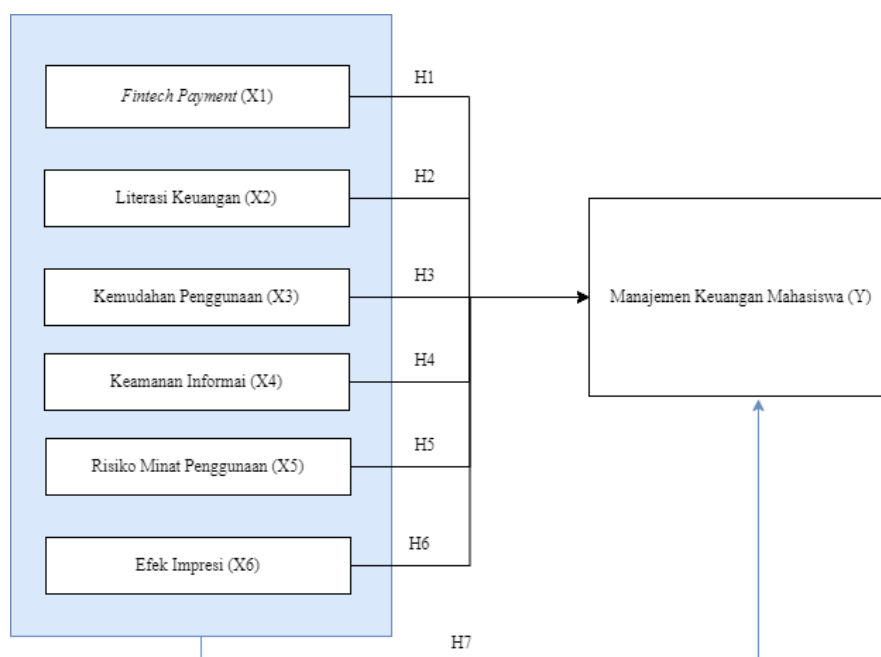 Fintech Payment (X1)
H1
Literasi Keuangan (X2)
H2
Kemudahan Penggunaan (X3)
H3
Manajemen Keuangan Mahasiswa (Y)
Keamanan Informai (X4)
H4
Risiko Minat Penggunaan (X5)
H5
Efek Impresi (X6)
H6
H7